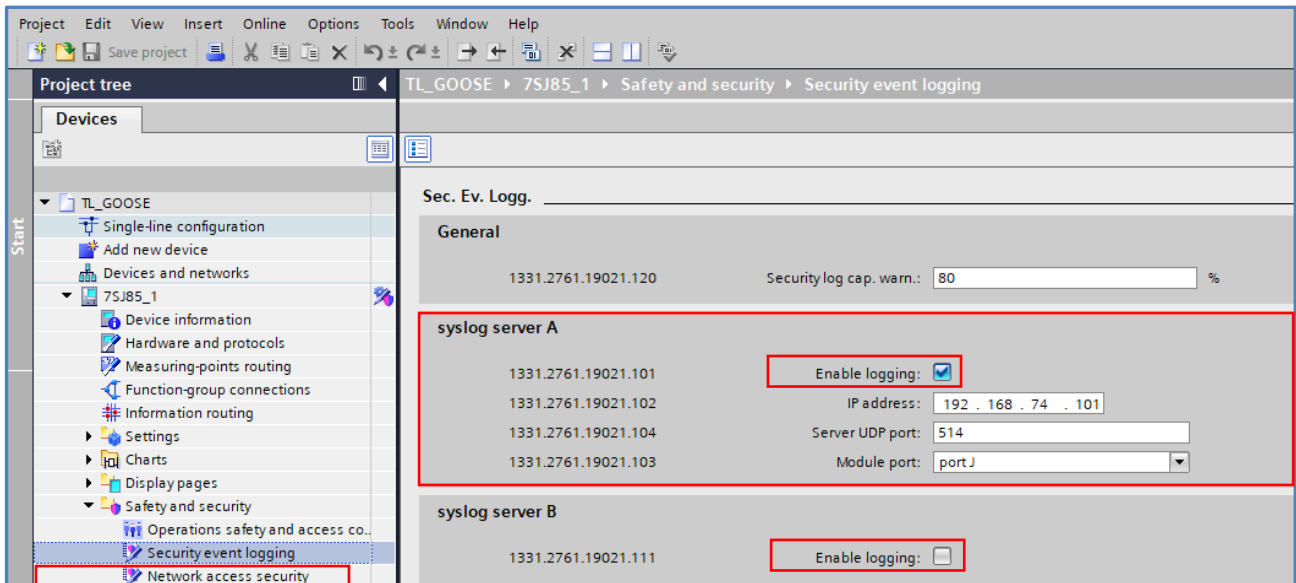 Project Edit View Insert Online Options Tools Window Help
Save project
Project tree
TL_GOOSE ▸ 7SJ85_1 ▸ Safety and security ▸ Security event logging
Devices
Start
TL_GOOSE
Single-line configuration
Add new device
Devices and networks
7SJ85_1
Device information
Hardware and protocols
Measuring-points routing
Function-group connections
Information routing
Settings
Charts
Display pages
Safety and security
Operations safety and access co..
Security event logging
Network access security
Sec. Ev. Logg.
General
1331.2761.19021.120 Security log cap. warn.: 80 %
syslog server A
1331.2761.19021.101 Enable logging:
1331.2761.19021.102 IP address: 192 . 168 . 74 . 101
1331.2761.19021.104 Server UDP port: 514
1331.2761.19021.103 Module port: port J
syslog server B
1331.2761.19021.111 Enable logging: